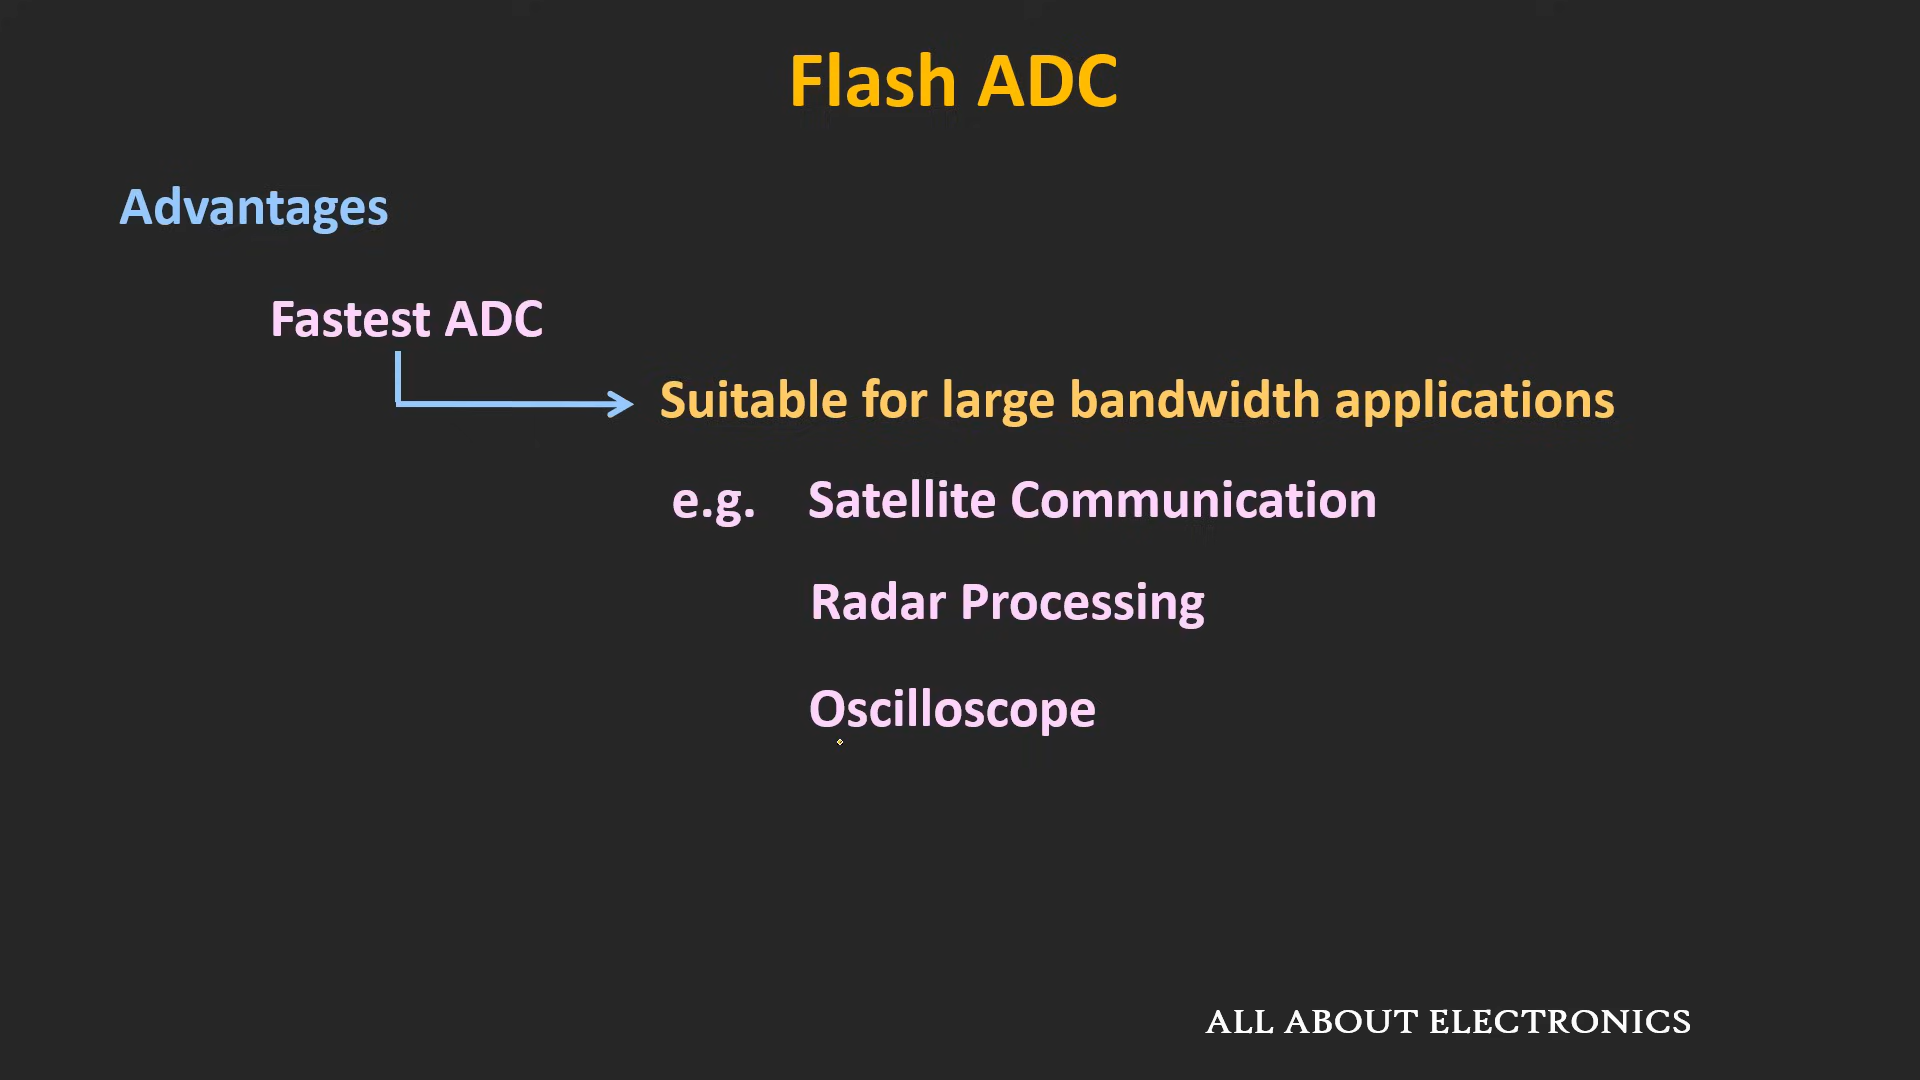 Flash ADC
Advantages
Fastest ADC
Suitable for large bandwidth applications
e.g. Satellite Communication
Radar Processing
Oscilloscope
ALL ABOUT ELECTRONICS